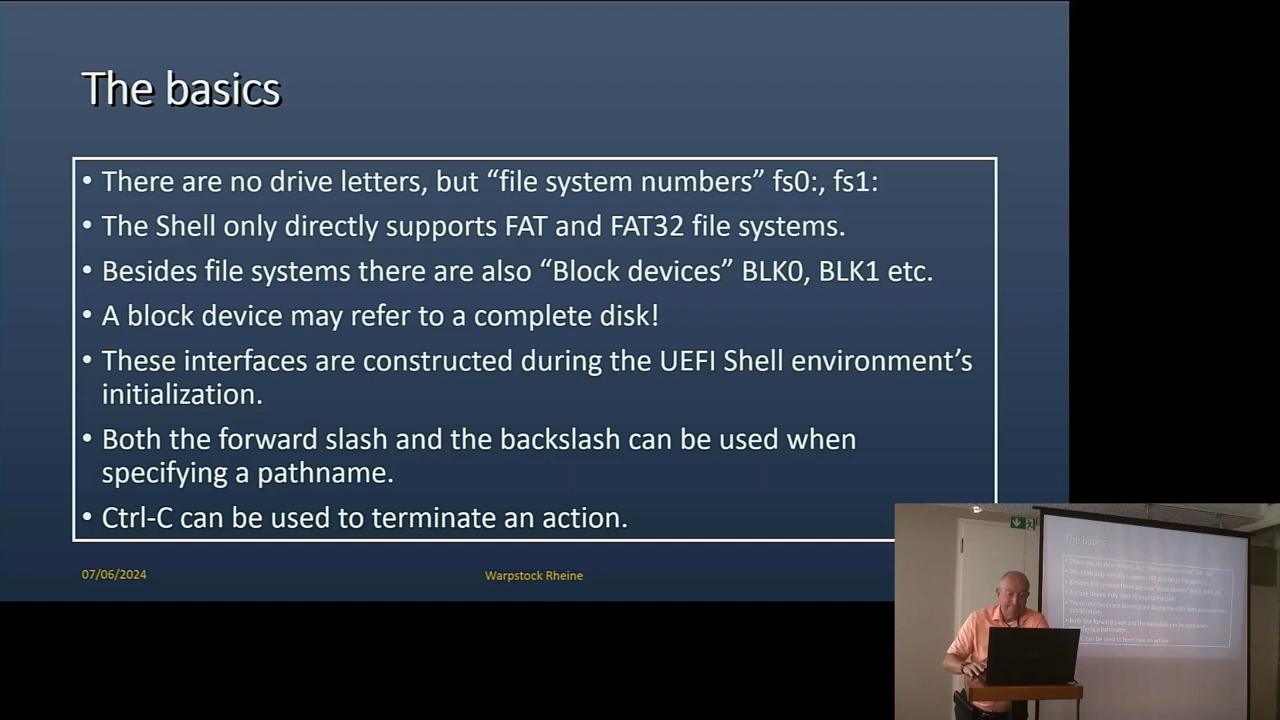 The basics
• There are no drive letters, but “file system numbers” fs0:, fs1:
• The Shell only directly supports FAT and FAT32 file systems.
• Besides file systems there are also “Block devices” BLK0, BLK1 etc.
• A block device may refer to a complete disk!
• These interfaces are constructed during the UEFI Shell environment’s
initialization.
• Both the forward slash and the backslash can be used when
specifying a pathname.
• Ctrl-C can be used to terminate an action.
07/06/2024
Warpstock Rheine
The basics